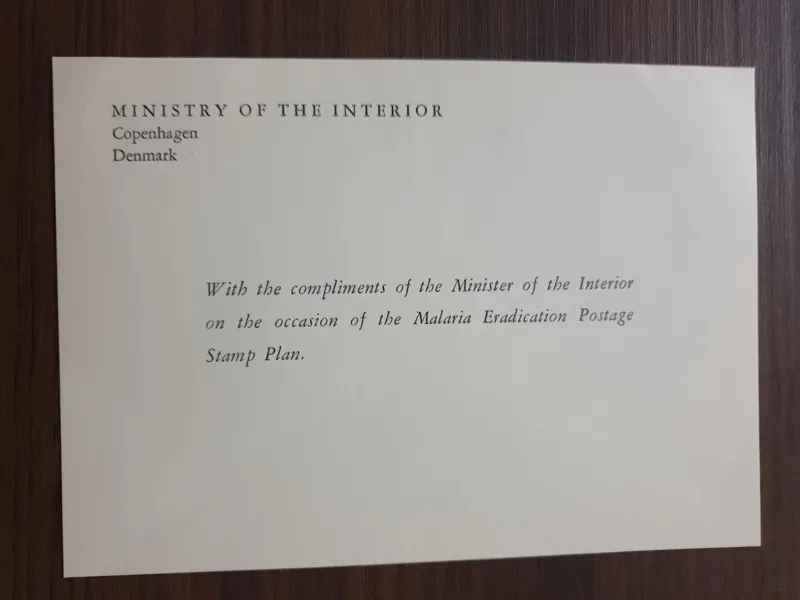 MINISTRY OF THE INTERIOR
Copenhagen
Denmark
With the compliments of the Minister of the Interior
on the occasion of the Malaria Eradication Postage
Stamp Plan.